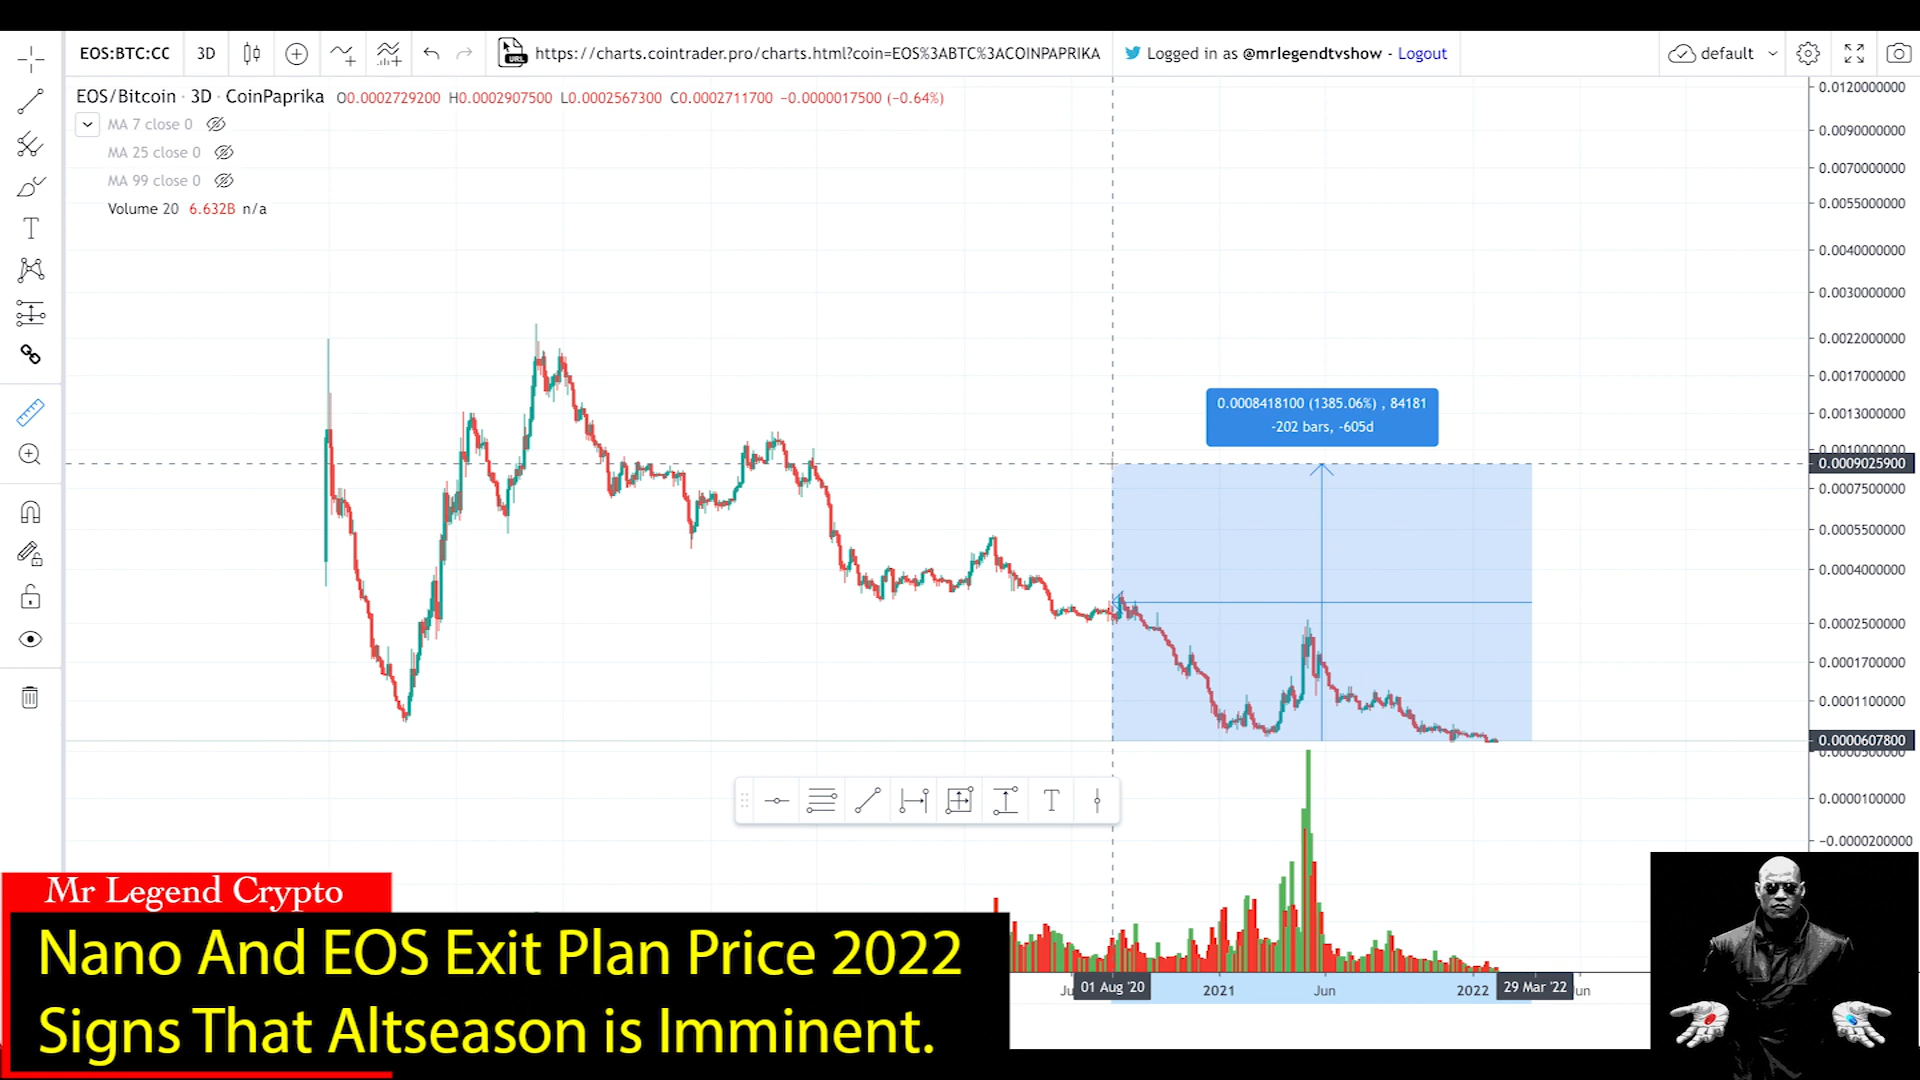 EOS:BTC:CC 3D URL https://charts.cointrader.pro/charts.html?coin=EOS%3ABTC%3ACOINPAPRIKA Logged in as @mrlegendtvshow - Logout default
EOS/Bitcoin · 3D · CoinPaprika O0.0002729200 H0.0002907500 L0.0002567300 C0.0002711700 −0.0000017500 (−0.64%)
MA 7 close 0
MA 25 close 0
MA 99 close 0
Volume 20 6.632B n/a
0.0120000000
0.0090000000
0.0070000000
0.0055000000
0.0040000000
0.0030000000
0.0022000000
0.0017000000
0.0013000000
0.0010000000
0.0009025900
0.0007500000
0.0005500000
0.0004000000
0.0002500000
0.0001700000
0.0001100000
0.0000607800
0.0000100000
−0.0000200000
0.0008418100 (1385.06%) , 84181
-202 bars, -605d
T
01 Aug '20 2021 Jun 2022 29 Mar '22
Mr Legend Crypto
Nano And EOS Exit Plan Price 2022
Signs That Altseason is Imminent.